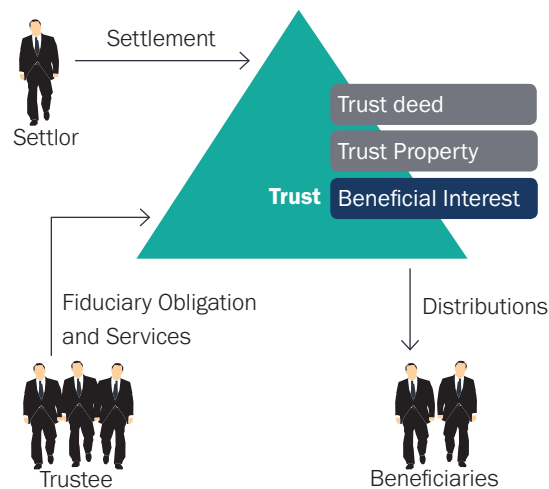 Settlement
Settlor
Trust deed
Trust Property
Trust
Beneficial Interest
Fiduciary Obligation
and Services
Distributions
Trustee
Beneficiaries